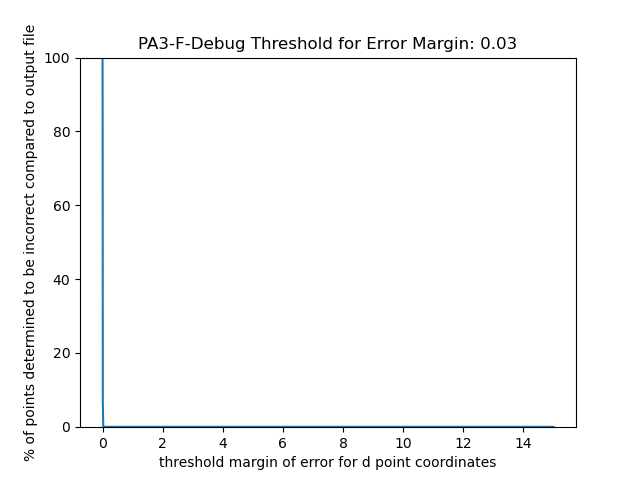 PA3-F-Debug Threshold for Error Margin: 0.03
% of points determined to be incorrect compared to output file
100
80
60
40
20
0
0 2 4 6 8 10 12 14
threshold margin of error for d point coordinates